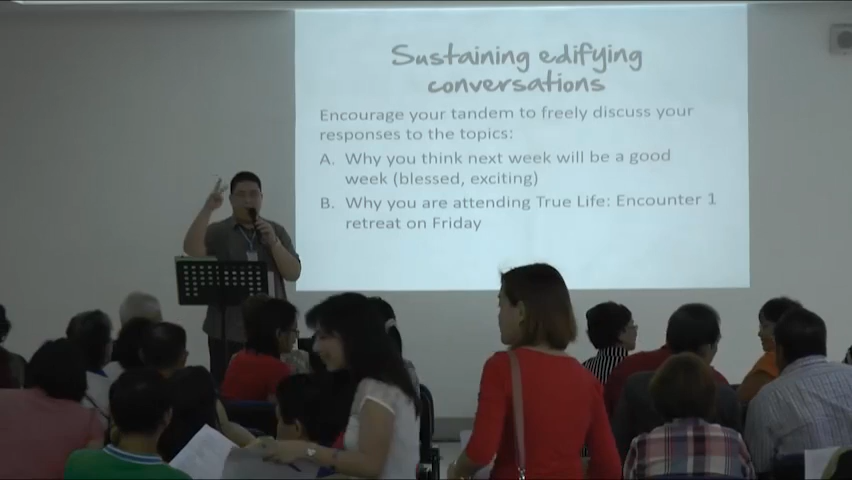 Sustaining edifying
conversations
Encourage your tandem to freely discuss your
responses to the topics:
A. Why you think next week will be a good
week (blessed, exciting)
B. Why you are attending True Life: Encounter 1
retreat on Friday